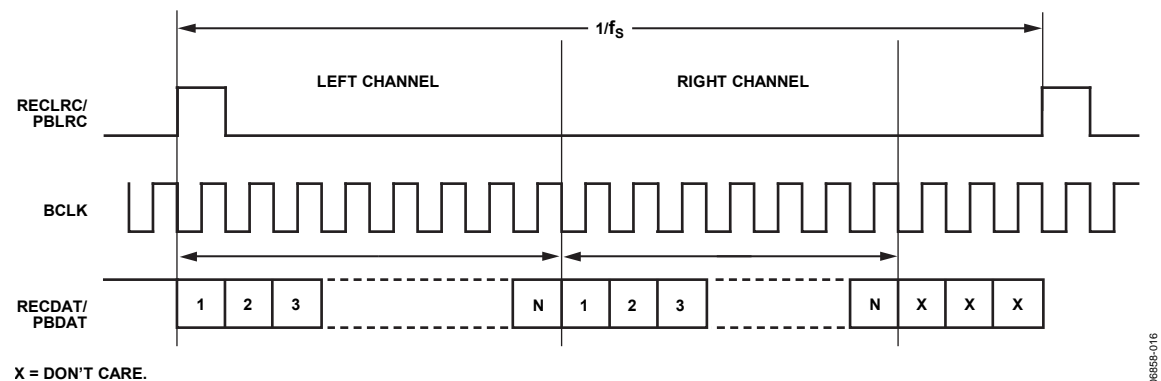 1/fS
LEFT CHANNEL RIGHT CHANNEL
RECLRC/
PBLRC
BCLK
RECDAT/
PBDAT
1 2 3 N 1 2 3 N X X X
X = DON'T CARE.
06858-016